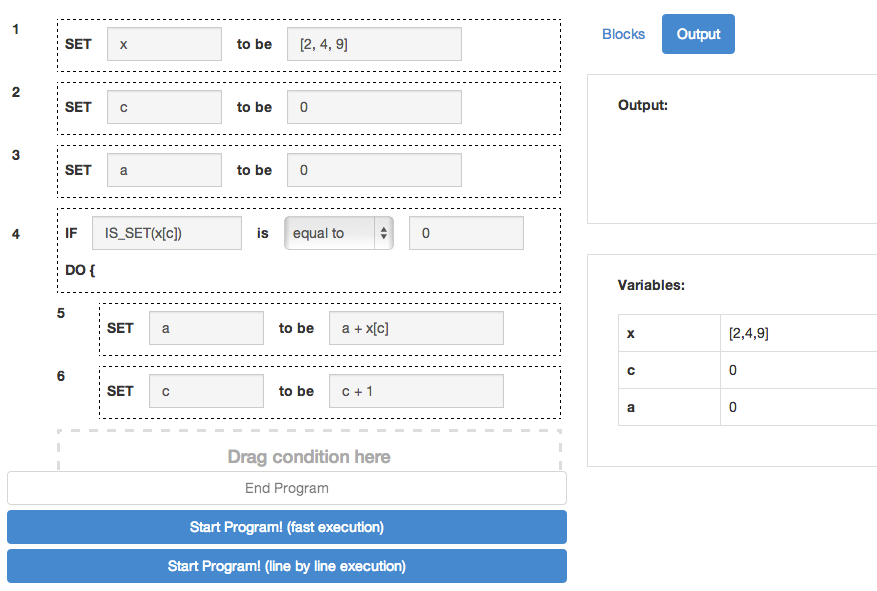 1
SET x to be [2, 4, 9]
2
SET c to be 0
3
SET a to be 0
4
IF IS_SET(x[c]) is equal to 0
DO {
5
SET a to be a + x[c]
6
SET c to be c + 1
Drag condition here
End Program
Start Program! (fast execution)
Start Program! (line by line execution)
Blocks Output
Output:
Variables:
x [2,4,9]
c 0
a 0